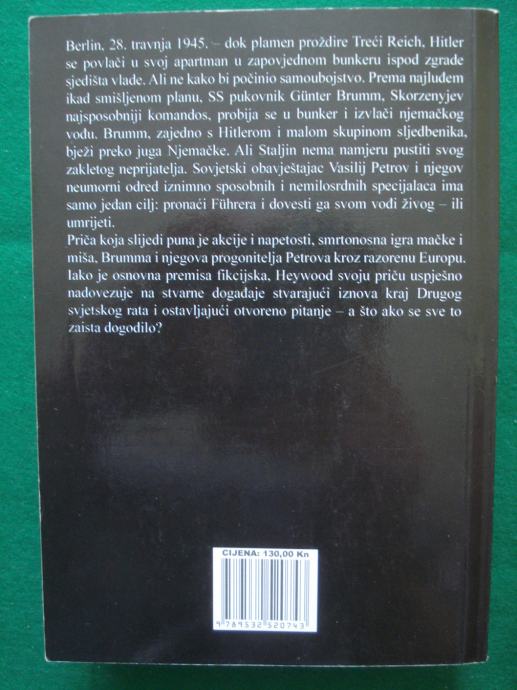 Berlin, 28. travnja 1945. – dok plamen proždire Treći Reich, Hitler
se povlači u svoj apartman u zapovjednom bunkeru ispod zgrade
sjedišta vlade. Ali ne kako bi počinio samoubojstvo. Prema najluđem
ikad smišljenom planu, SS pukovnik Günter Brumm, Skorzenyjev
najsposobniji komandos, probija se u bunker i izvlači njemačkog
vođu. Brumm, zajedno s Hitlerom i malom skupinom sljedbenika,
bježi preko juga Njemačke. Ali Staljin nema namjeru pustiti svog
zakletog neprijatelja. Sovjetski obavještajac Vasilij Petrov i njegov
neumorni odred iznimno sposobnih i nemilosrdnih specijalaca ima
samo jedan cilj: pronaći Führera i dovesti ga svom vođi živog – ili
umrijeti.
Priča koja slijedi puna je akcije i napetosti, smrtonosna igra mačke i
miša, Brumma i njegova progonitelja Petrova kroz razorenu Europu.
Iako je osnovna premisa fikcijska, Heywood svoju priču uspješno
nadovezuje na stvarne događaje stvarajući iznova kraj Drugog
svjetskog rata i ostavljajući otvoreno pitanje – a što ako se sve to
zaista dogodilo?
CIJENA: 130,00 Kn
9 789532 520743